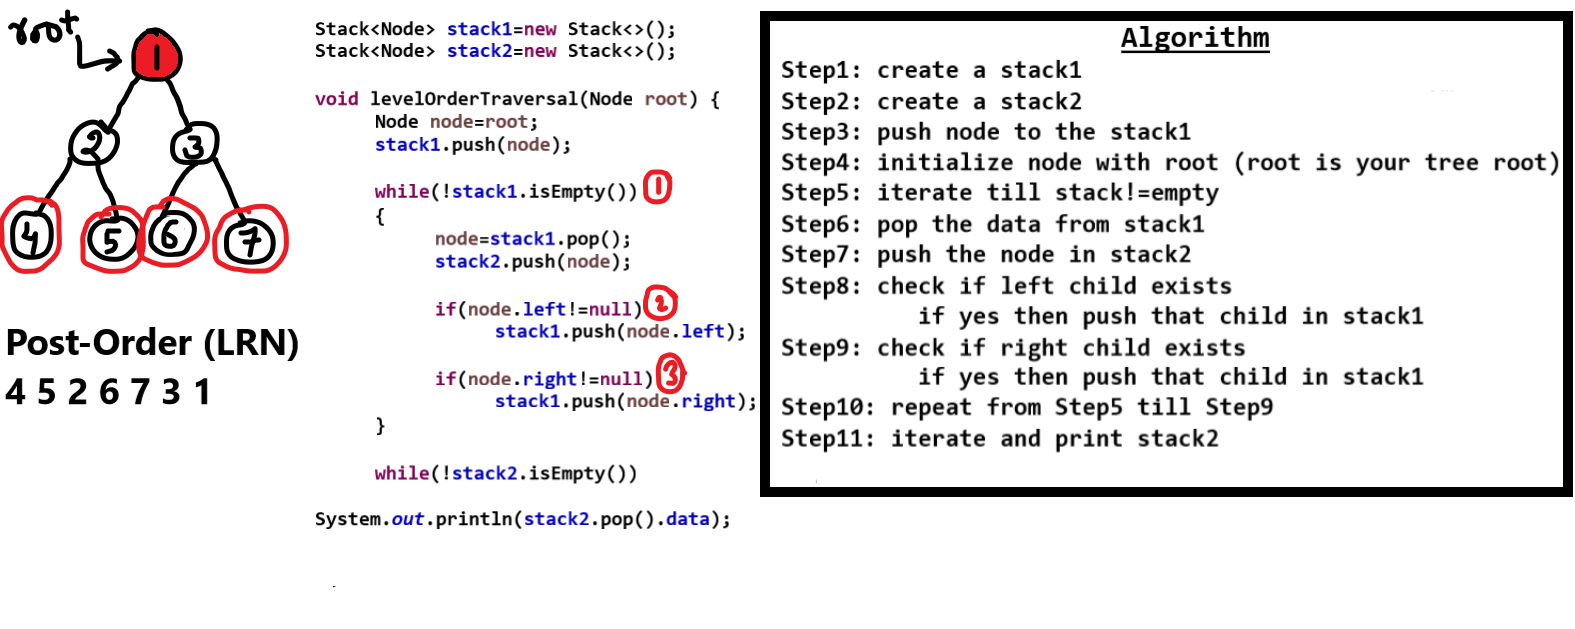 root
1
2
3
4
5
6
7
Post-Order (LRN)
4 5 2 6 7 3 1
Stack<Node> stack1=new Stack<>();
Stack<Node> stack2=new Stack<>();
void levelOrderTraversal(Node root) {
Node node=root;
stack1.push(node);
while(!stack1.isEmpty()) 1
{
node=stack1.pop();
stack2.push(node);
if(node.left!=null) 2
stack1.push(node.left);
if(node.right!=null) 3
stack1.push(node.right);
}
while(!stack2.isEmpty())
System.out.println(stack2.pop().data);
Algorithm
Step1: create a stack1
Step2: create a stack2
Step3: push node to the stack1
Step4: initialize node with root (root is your tree root)
Step5: iterate till stack!=empty
Step6: pop the data from stack1
Step7: push the node in stack2
Step8: check if left child exists
if yes then push that child in stack1
Step9: check if right child exists
if yes then push that child in stack1
Step10: repeat from Step5 till Step9
Step11: iterate and print stack2